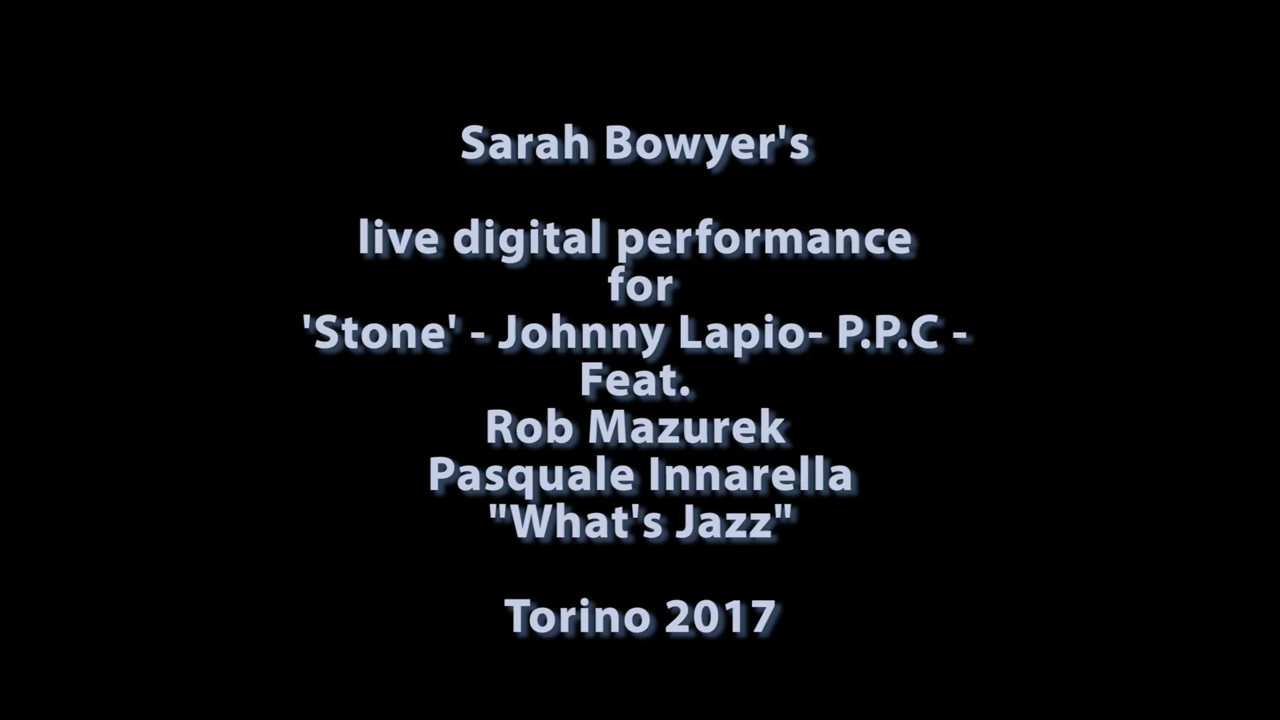 Sarah Bowyer's
live digital performance
for
'Stone' - Johnny Lapio- P.P.C -
Feat.
Rob Mazurek
Pasquale Innarella
"What's Jazz"
Torino 2017